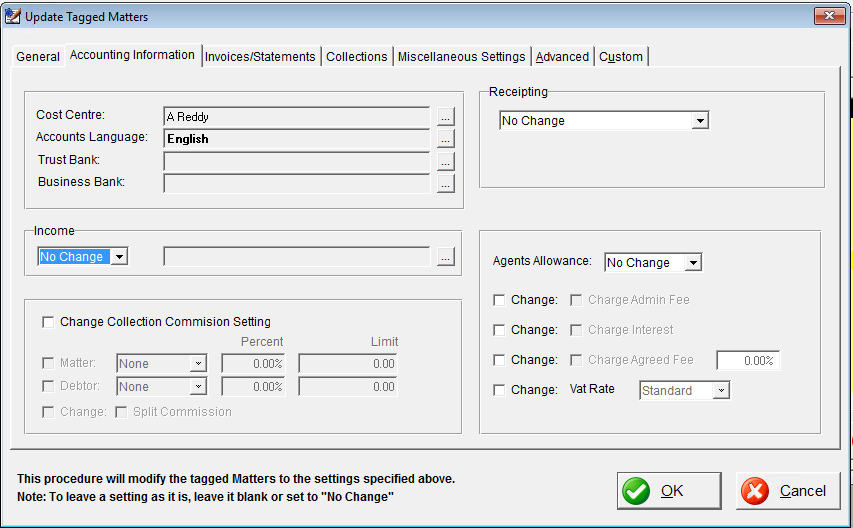 Update Tagged Matters
General Accounting Information Invoices/Statements Collections Miscellaneous Settings Advanced Custom
Cost Centre: A Reddy ...
Accounts Language: English ...
Trust Bank: ...
Business Bank: ...
Receipting
No Change
Income
No Change ...
Change Collection Commision Setting
Percent Limit
Matter: None 0.00% 0.00
Debtor: None 0.00% 0.00
Change: Split Commission
Agents Allowance: No Change
Change: Charge Admin Fee
Change: Charge Interest
Change: Charge Agreed Fee 0.00%
Change: Vat Rate Standard
This procedure will modify the tagged Matters to the settings specified above.
Note: To leave a setting as it is, leave it blank or set to "No Change"
OK Cancel